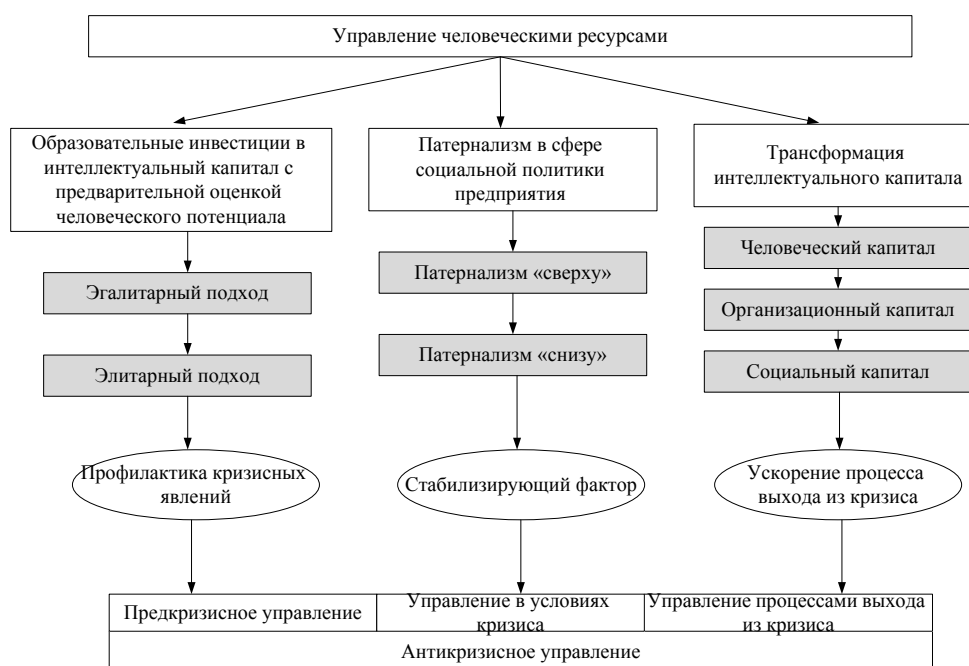 Управление человеческими ресурсами
Образовательные инвестиции в
интеллектуальный капитал с
предварительной оценкой
человеческого потенциала
Патернализм в сфере
социальной политики
предприятия
Трансформация
интеллектуального капитала
Эгалитарный подход
Элитарный подход
Патернализм «сверху»
Патернализм «снизу»
Человеческий капитал
Организационный капитал
Социальный капитал
Профилактика кризисных
явлений
Стабилизирующий фактор
Ускорение процесса
выхода из кризиса
Предкризисное управление
Управление в условиях
кризиса
Управление процессами выхода
из кризиса
Антикризисное управление